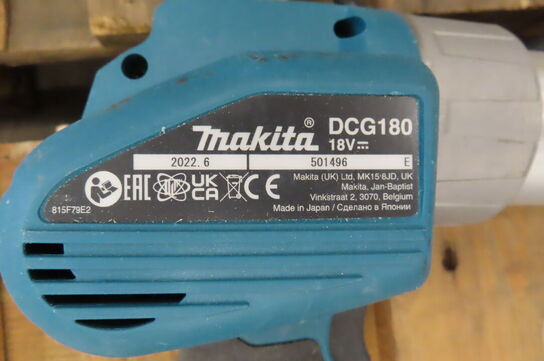 makita® DCG180
18V
2022.6 501496 E
EAC UK CA CE
Makita (UK) Ltd, MK15 8JD, UK
Makita, Jan-Baptist
Vinkstraat 2, 3070, Belgium
815F79E2 Made in Japan / Сделано в Японии